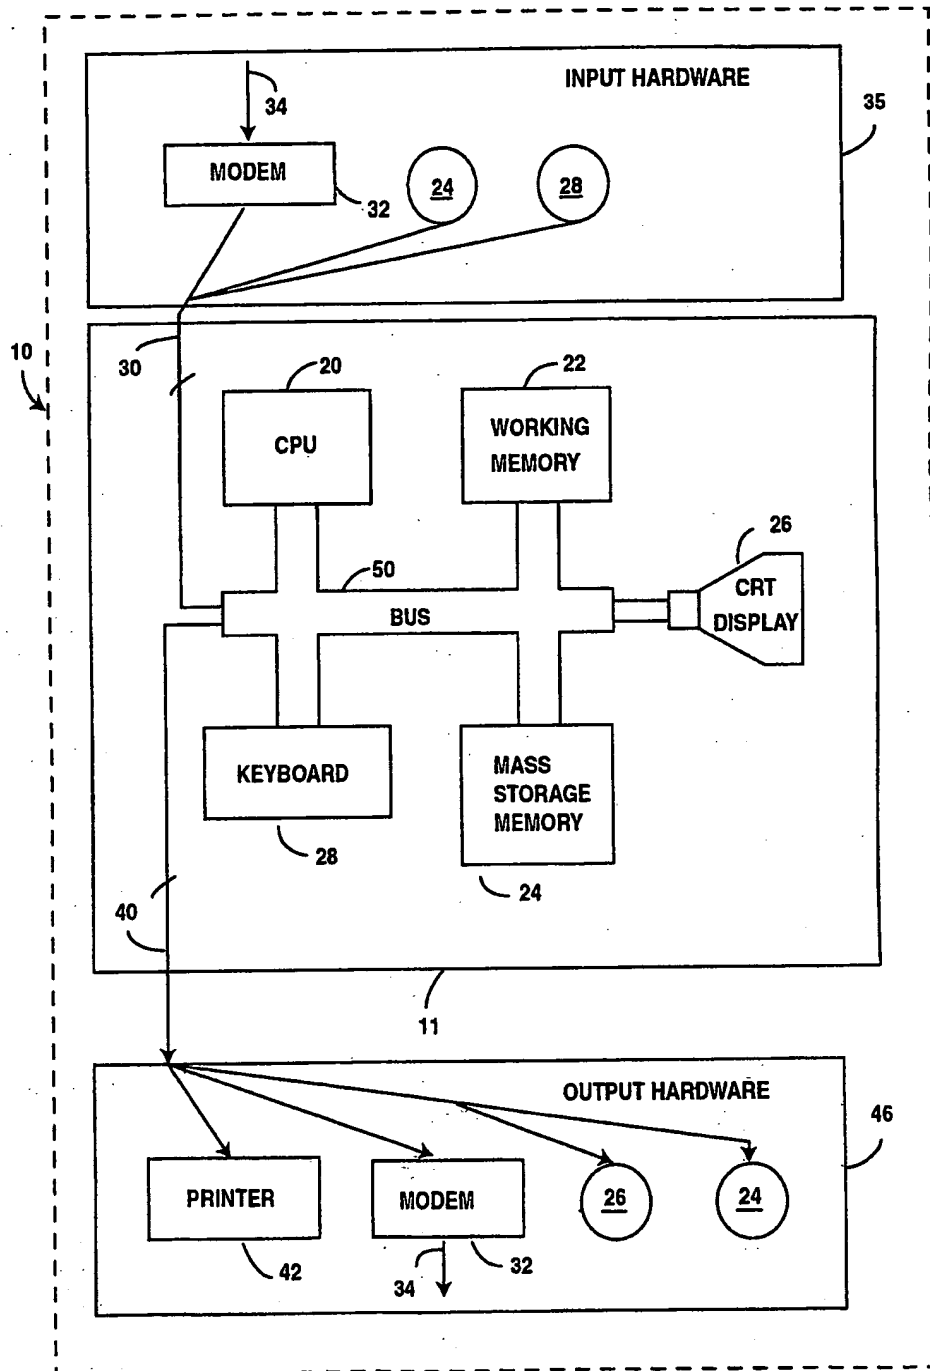 INPUT HARDWARE
34
35
MODEM
32
24
28
10
30
20
22
CPU
WORKING
MEMORY
26
50
CRT
DISPLAY
BUS
KEYBOARD
MASS
STORAGE
MEMORY
28
24
40
11
OUTPUT HARDWARE
46
PRINTER
MODEM
26
24
42
34
32